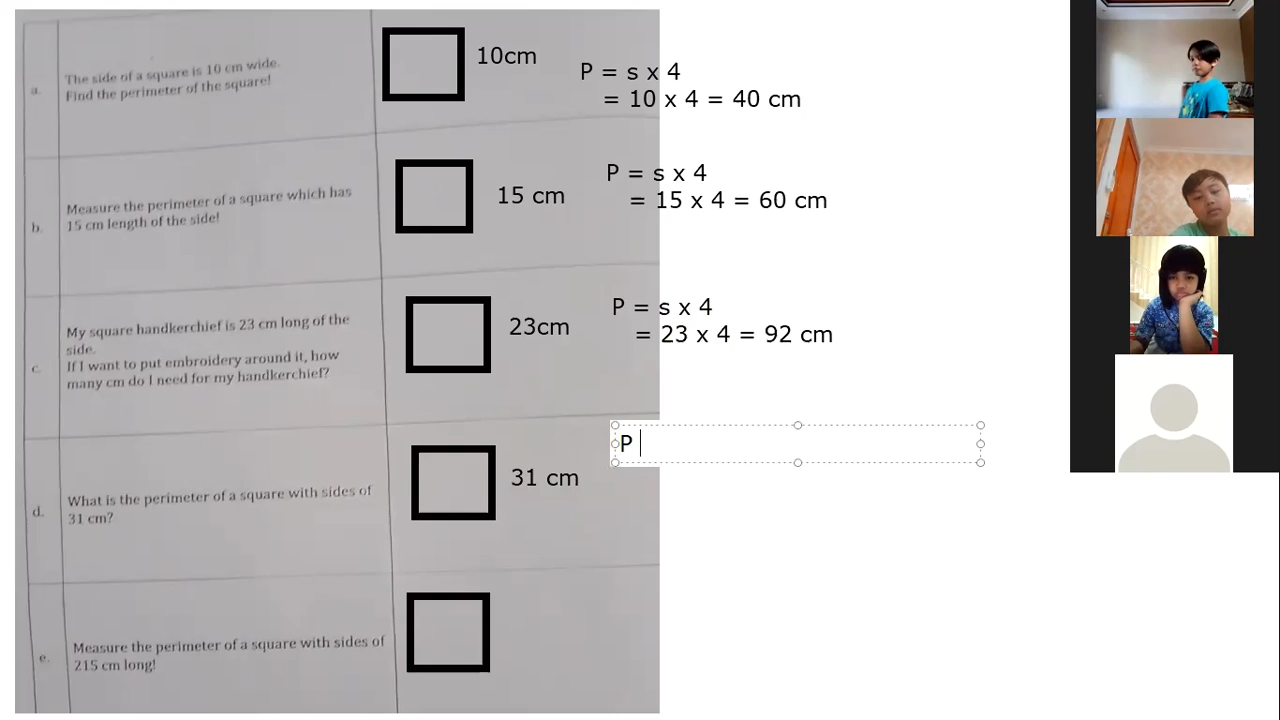 a. The side of a square is 10 cm wide.
Find the perimeter of the square!
10cm
P = s x 4
= 10 x 4 = 40 cm
b. Measure the perimeter of a square which has
15 cm length of the side!
15 cm
P = s x 4
= 15 x 4 = 60 cm
c. My square handkerchief is 23 cm long of the
side.
If I want to put embroidery around it, how
many cm do I need for my handkerchief?
23cm
P = s x 4
= 23 x 4 = 92 cm
d. What is the perimeter of a square with sides of
31 cm?
31 cm
P
e. Measure the perimeter of a square with sides of
215 cm long!